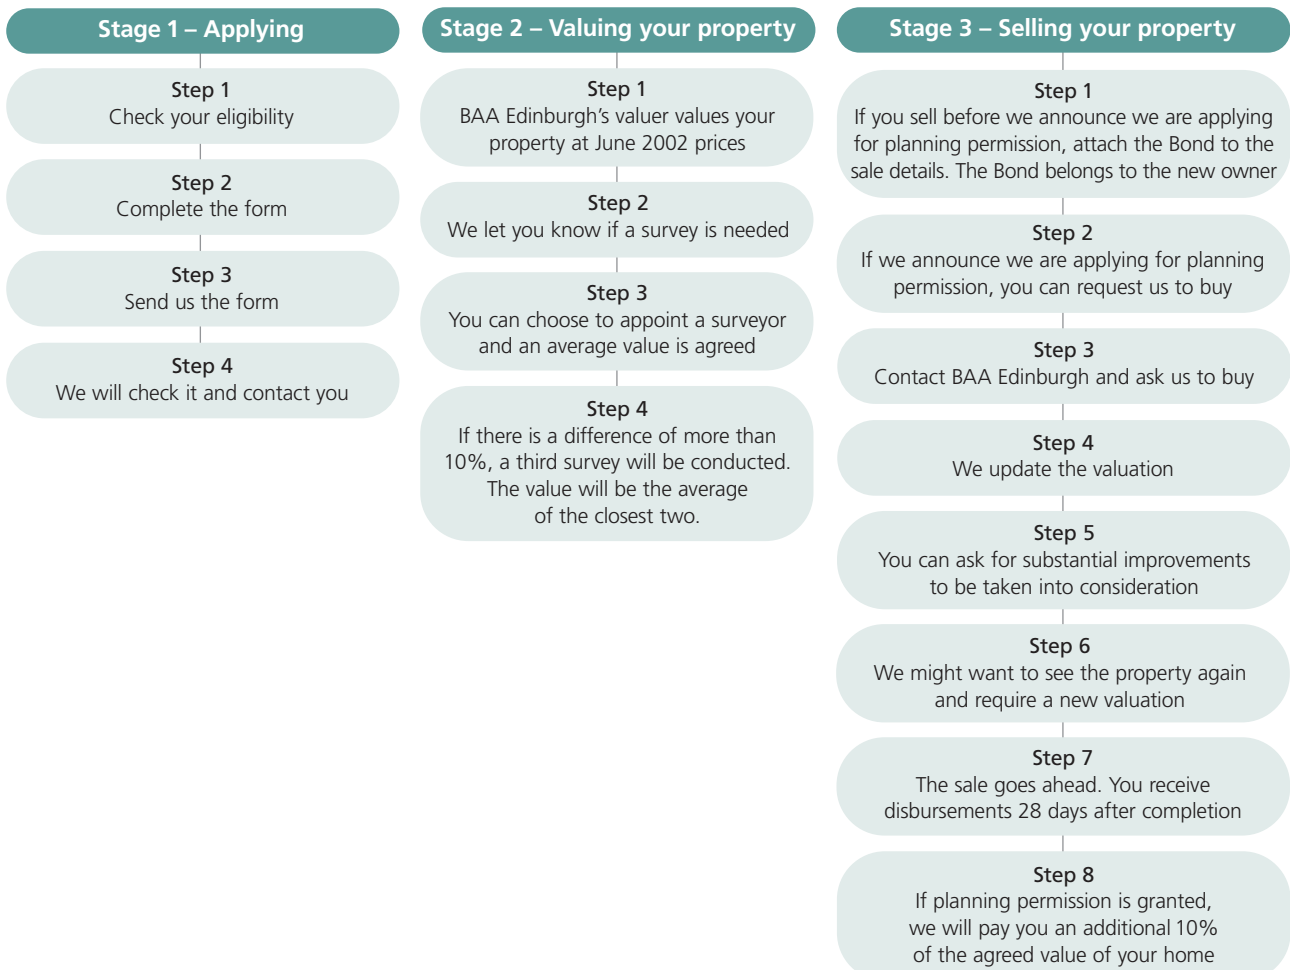 Stage 1 – Applying
Step 1
Check your eligibility
Step 2
Complete the form
Step 3
Send us the form
Step 4
We will check it and contact you
Stage 2 – Valuing your property
Step 1
BAA Edinburgh’s valuer values your
property at June 2002 prices
Step 2
We let you know if a survey is needed
Step 3
You can choose to appoint a surveyor
and an average value is agreed
Step 4
If there is a difference of more than
10%, a third survey will be conducted.
The value will be the average
of the closest two.
Stage 3 – Selling your property
Step 1
If you sell before we announce we are applying
for planning permission, attach the Bond to the
sale details. The Bond belongs to the new owner
Step 2
If we announce we are applying for planning
permission, you can request us to buy
Step 3
Contact BAA Edinburgh and ask us to buy
Step 4
We update the valuation
Step 5
You can ask for substantial improvements
to be taken into consideration
Step 6
We might want to see the property again
and require a new valuation
Step 7
The sale goes ahead. You receive
disbursements 28 days after completion
Step 8
If planning permission is granted,
we will pay you an additional 10%
of the agreed value of your home